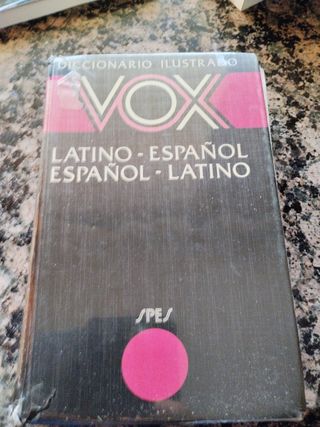 DICCIONARIO ILUSTRADO
VOX
LATINO - ESPAÑOL
ESPAÑOL - LATINO
SPES